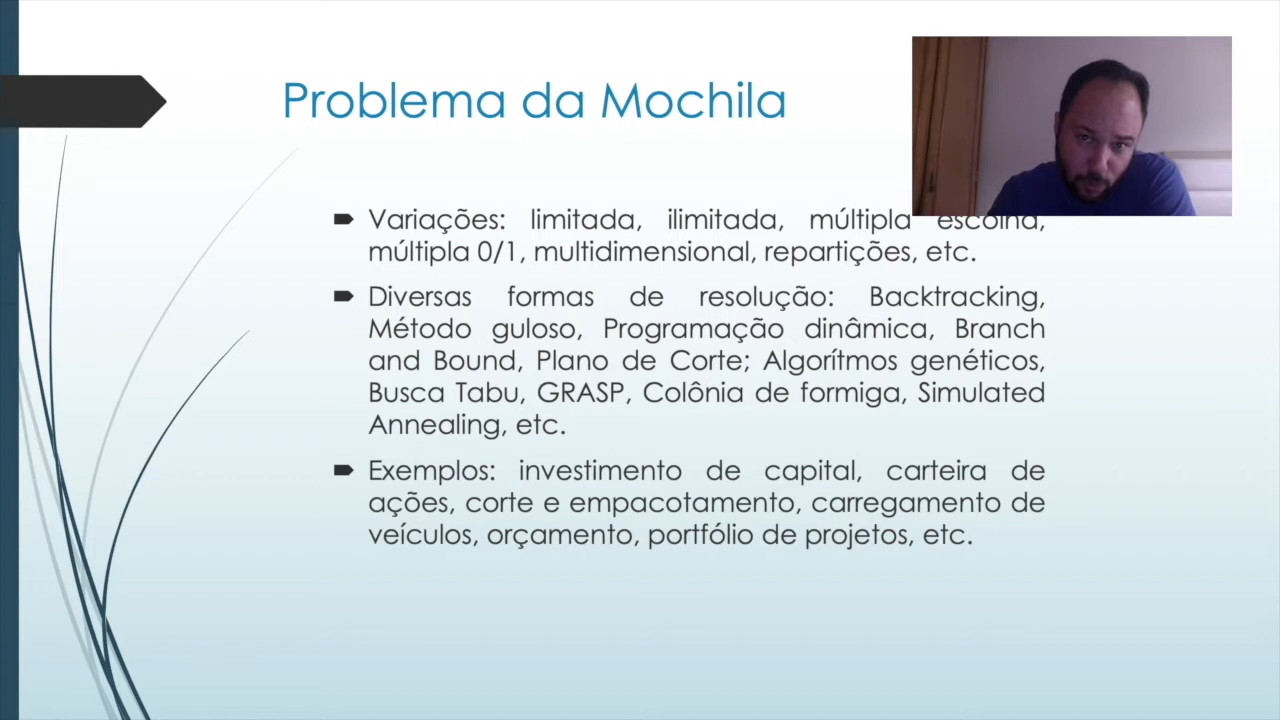 Problema da Mochila
Variações: limitada, ilimitada, múltipla escolha,
múltipla 0/1, multidimensional, repartições, etc.
Diversas formas de resolução: Backtracking,
Método guloso, Programação dinâmica, Branch
and Bound, Plano de Corte; Algorítmos genéticos,
Busca Tabu, GRASP, Colônia de formiga, Simulated
Annealing, etc.
Exemplos: investimento de capital, carteira de
ações, corte e empacotamento, carregamento de
veículos, orçamento, portfólio de projetos, etc.